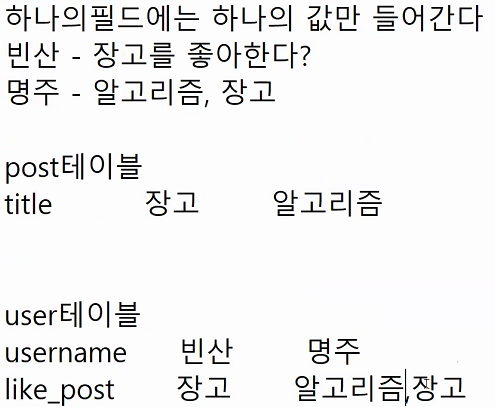 하나의필드에는 하나의 값만 들어간다
빈산 - 장고를 좋아한다?
명주 - 알고리즘, 장고
post테이블
title 장고 알고리즘
user테이블
username 빈산 명주
like_post 장고 알고리즘,장고